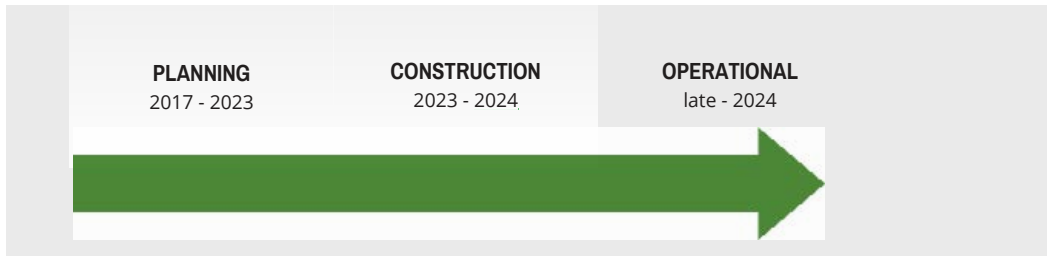 PLANNING
2017 - 2023
CONSTRUCTION
2023 - 2024
OPERATIONAL
late - 2024